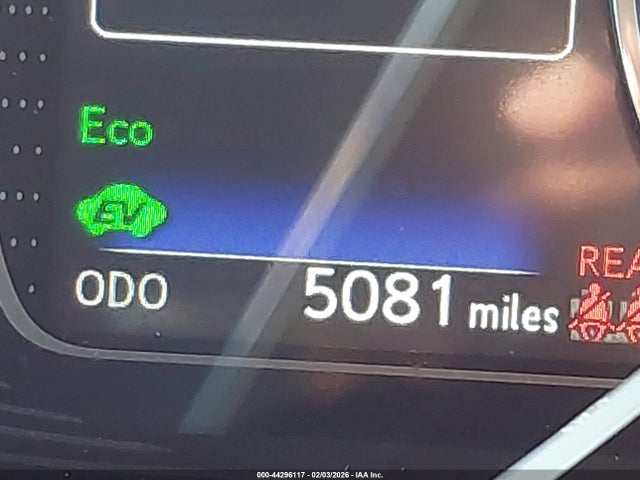 Eco
EV
ODO 5081 miles
REA
000-44296117 - 02/03/2026 - IAA Inc.